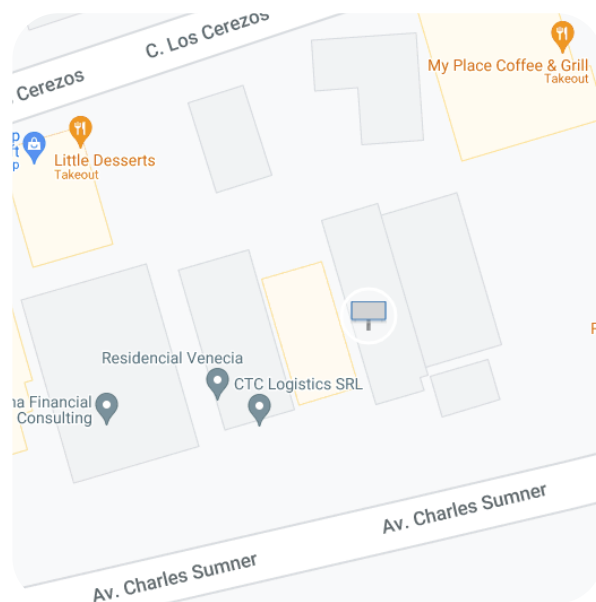 C. Los Cerezos
Cerezos
My Place Coffee & Grill
Takeout
Little Desserts
Takeout
Residencial Venecia
CTC Logistics SRL
Financial
Consulting
Av. Charles Sumner
Av. Charles Sumner